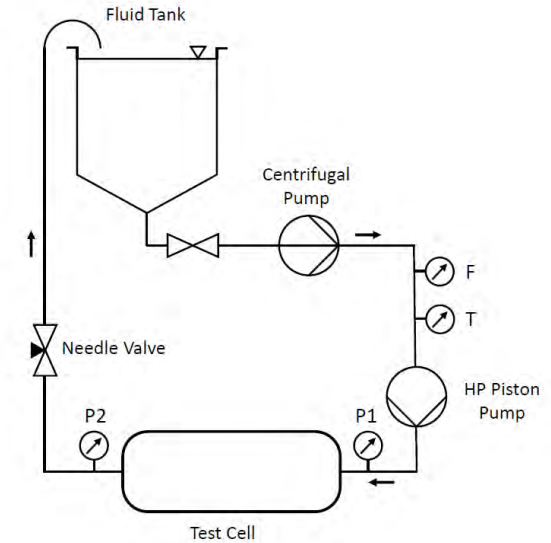 Fluid Tank
Centrifugal
Pump
F
T
Needle Valve
HP Piston
Pump
P2
P1
Test Cell